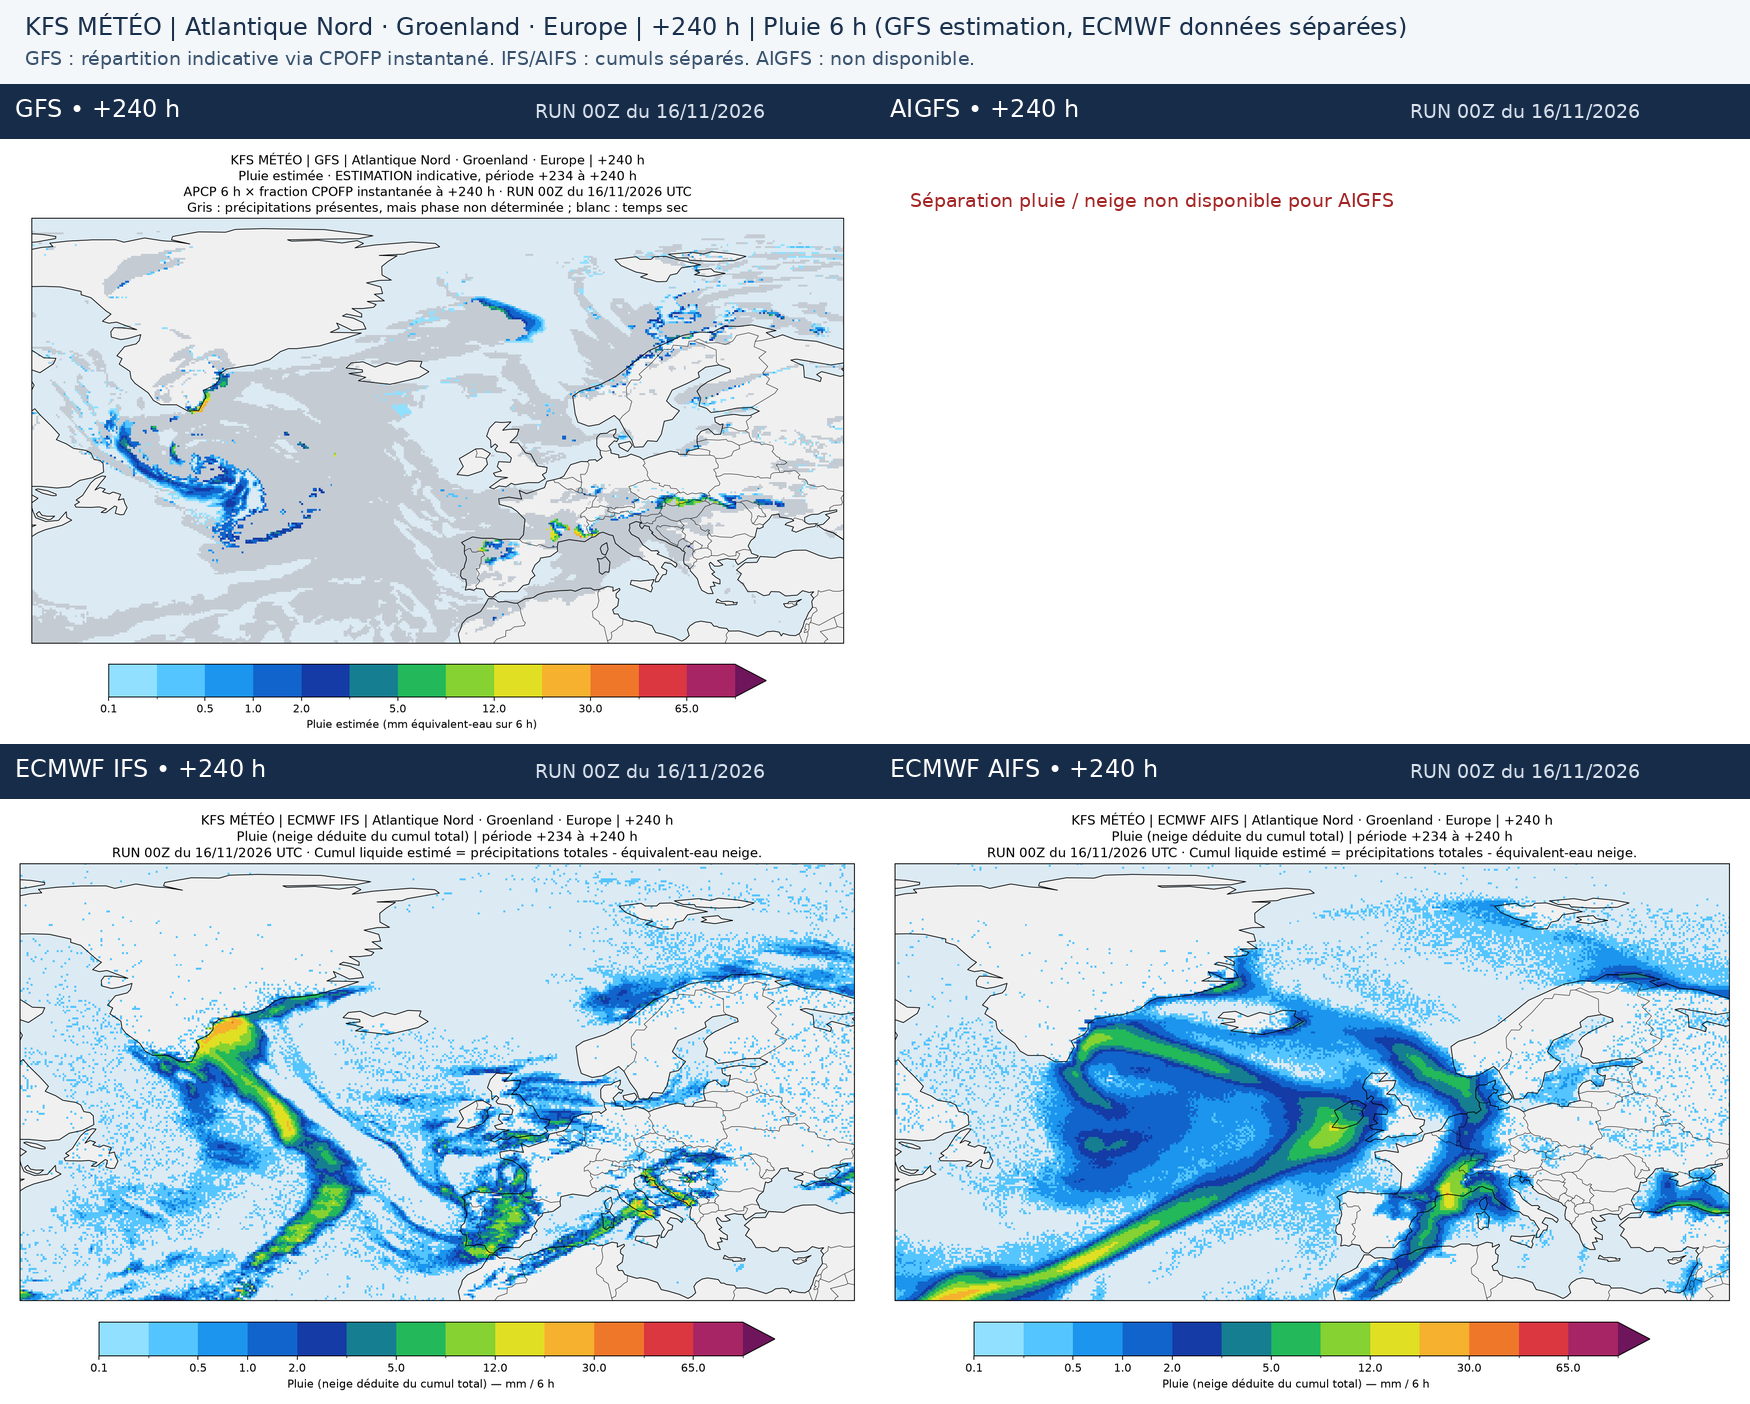 KFS MÉTÉO | Atlantique Nord · Groenland · Europe | +240 h | Pluie 6 h (GFS estimation, ECMWF données séparées)
GFS : répartition indicative via CPOFP instantané. IFS/AIFS : cumuls séparés. AIGFS : non disponible.
GFS • +240 h
RUN 00Z du 16/11/2026
AIGFS • +240 h
RUN 00Z du 16/11/2026
KFS MÉTÉO | GFS | Atlantique Nord · Groenland · Europe | +240 h
Pluie estimée · ESTIMATION indicative, période +234 à +240 h
APCP 6 h × fraction CPOFP instantanée à +240 h · RUN 00Z du 16/11/2026 UTC
Gris : précipitations présentes, mais phase non déterminée ; blanc : temps sec
Séparation pluie / neige non disponible pour AIGFS
0.1 0.5 1.0 2.0 5.0 12.0 30.0 65.0
Pluie estimée (mm équivalent-eau sur 6 h)
ECMWF IFS • +240 h
RUN 00Z du 16/11/2026
ECMWF AIFS • +240 h
RUN 00Z du 16/11/2026
KFS MÉTÉO | ECMWF IFS | Atlantique Nord · Groenland · Europe | +240 h
Pluie (neige déduite du cumul total) | période +234 à +240 h
RUN 00Z du 16/11/2026 UTC · Cumul liquide estimé = précipitations totales - équivalent-eau neige.
0.1 0.5 1.0 2.0 5.0 12.0 30.0 65.0
Pluie (neige déduite du cumul total) — mm / 6 h
KFS MÉTÉO | ECMWF AIFS | Atlantique Nord · Groenland · Europe | +240 h
Pluie (neige déduite du cumul total) | période +234 à +240 h
RUN 00Z du 16/11/2026 UTC · Cumul liquide estimé = précipitations totales - équivalent-eau neige.
0.1 0.5 1.0 2.0 5.0 12.0 30.0 65.0
Pluie (neige déduite du cumul total) — mm / 6 h